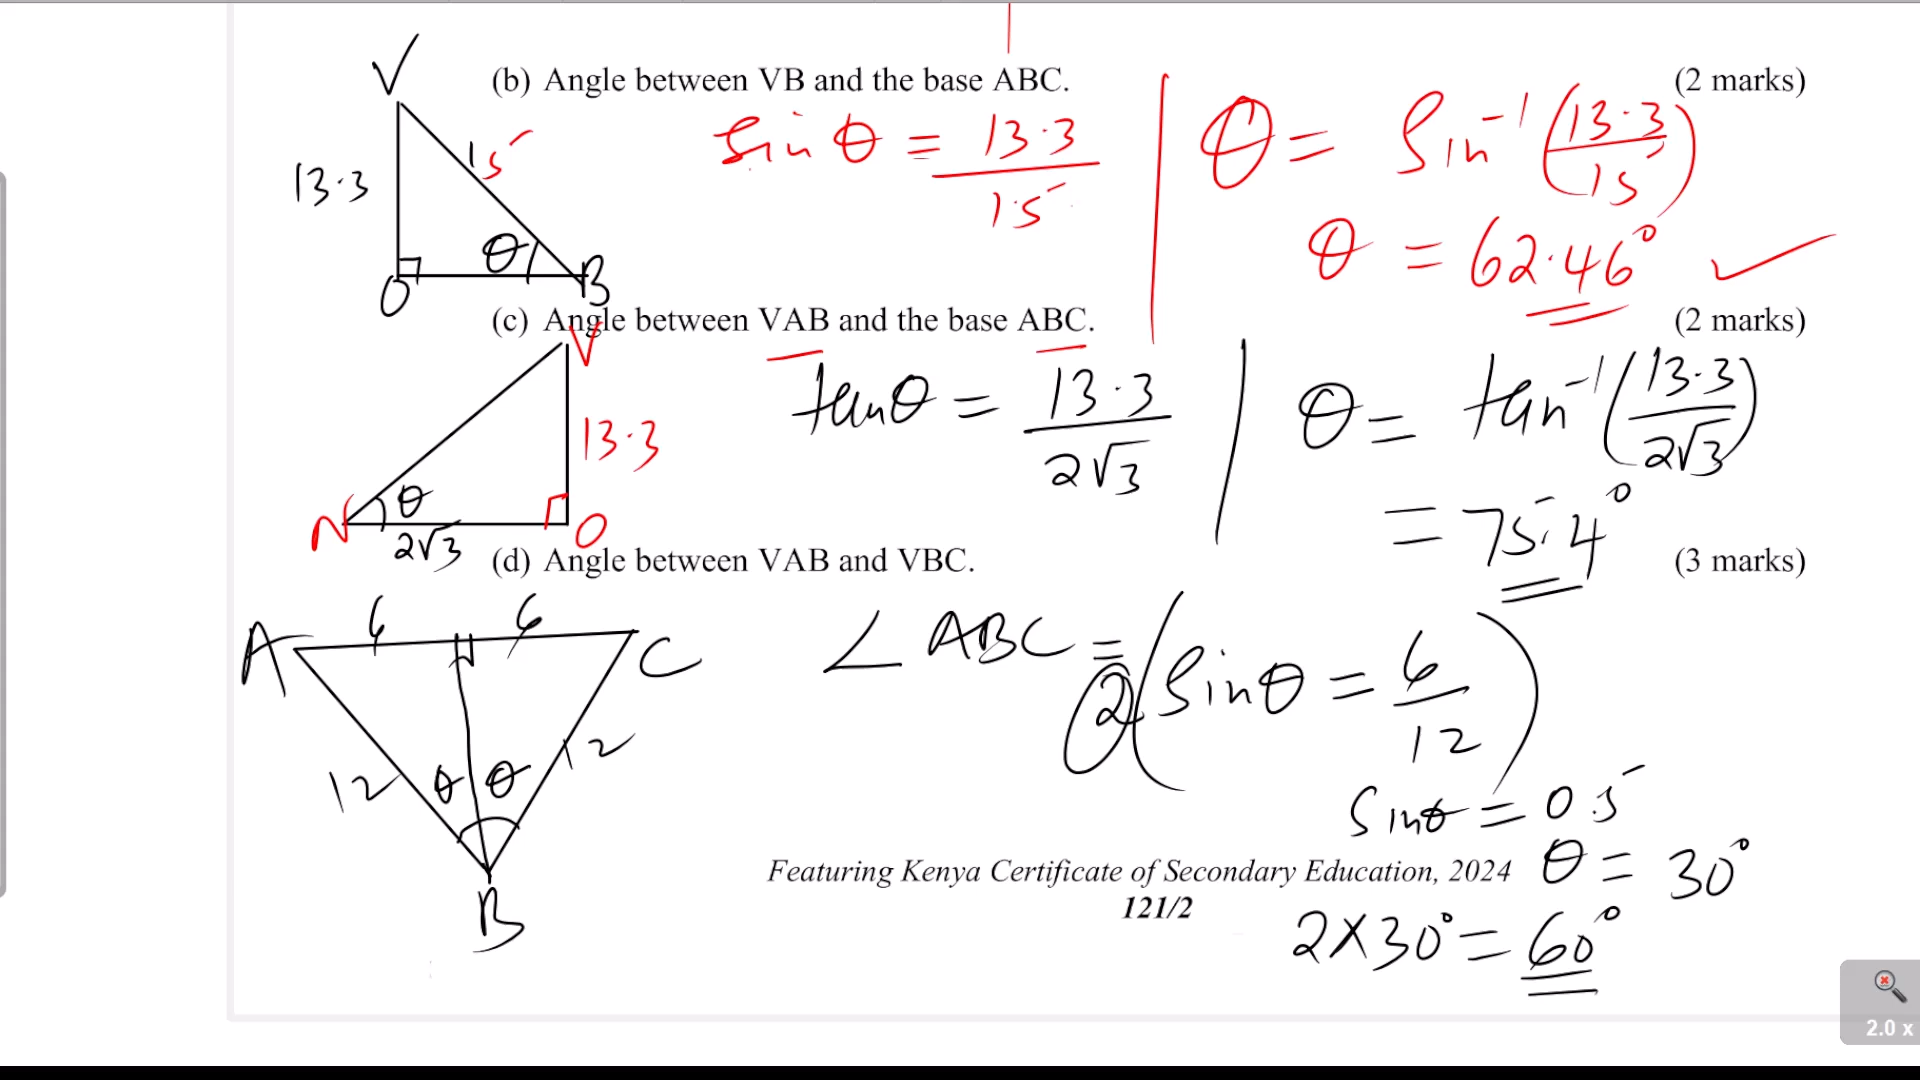 V
(b) Angle between VB and the base ABC. (2 marks)
15
13.3
sin θ = 13.3/15
θ = Sin⁻¹(13.3/15)
θ = 62.46°
θ
O B
(c) Angle between VAB and the base ABC. (2 marks)
V
13.3
tanθ = 13.3/2√3
θ = tan⁻¹(13.3/2√3)
= 75.4°
θ
N 2√3 O
(d) Angle between VAB and VBC. (3 marks)
6 6
A C
12 θ θ 12
B
∠ABC =
2(Sinθ = 6/12)
Sinθ = 0.5
θ = 30°
2×30° = 60°
Featuring Kenya Certificate of Secondary Education, 2024
121/2
2.0 x